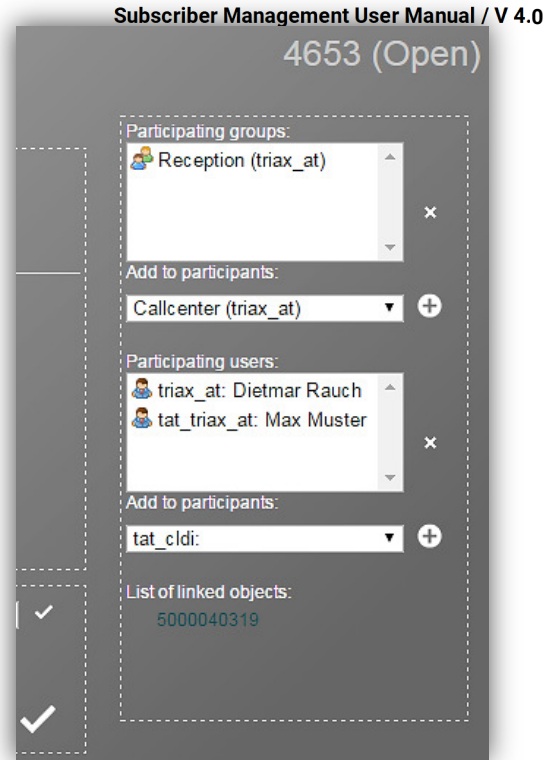 Subscriber Management User Manual / V 4.0
4653 (Open)
Participating groups:
Reception (triax_at)
Add to participants:
Callcenter (triax_at)
Participating users:
triax_at: Dietmar Rauch
tat_triax_at: Max Muster
Add to participants:
tat_cldi:
List of linked objects:
5000040319